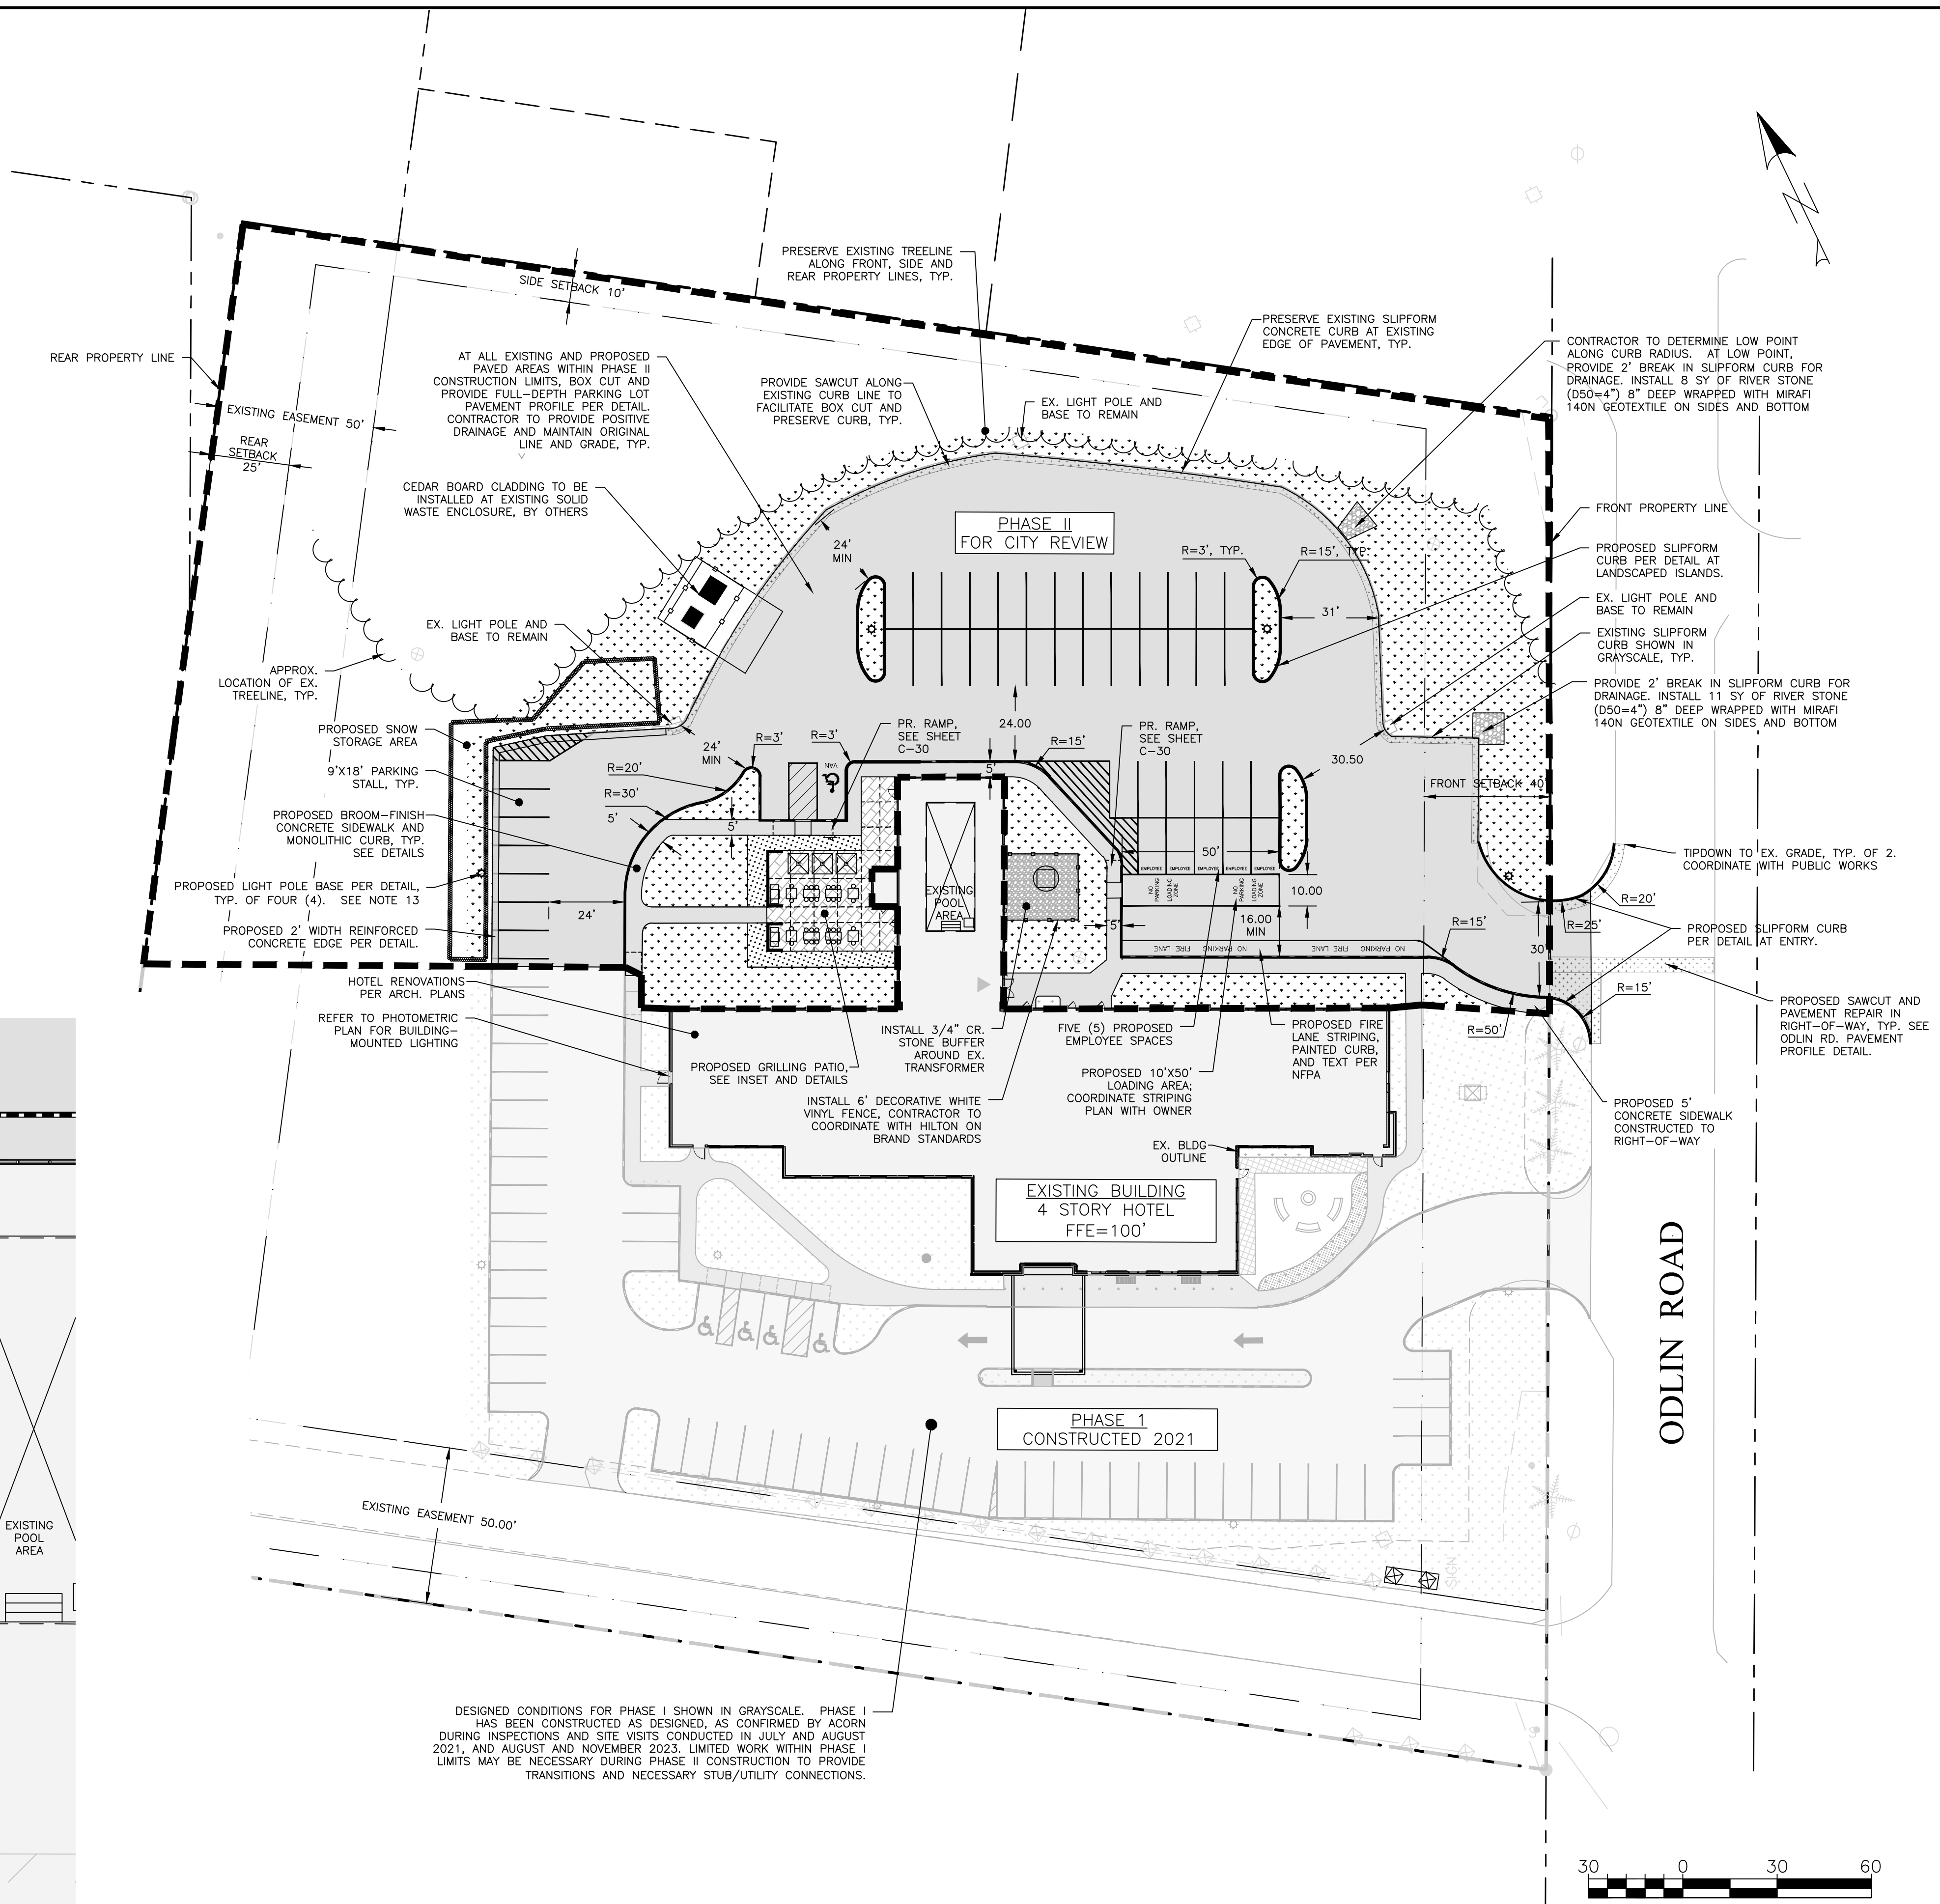 PRESERVE EXISTING TREELINE
ALONG FRONT, SIDE AND
REAR PROPERTY LINES, TYP.
SIDE SETBACK 10'
REAR PROPERTY LINE
EXISTING EASEMENT 50'
REAR
SETBACK
25'
AT ALL EXISTING AND PROPOSED
PAVED AREAS WITHIN PHASE II
CONSTRUCTION LIMITS, BOX CUT AND
PROVIDE FULL-DEPTH PARKING LOT
PAVEMENT PROFILE PER DETAIL.
CONTRACTOR TO PROVIDE POSITIVE
DRAINAGE AND MAINTAIN ORIGINAL
LINE AND GRADE, TYP.
PROVIDE SAWCUT ALONG
EXISTING CURB LINE TO
FACILITATE BOX CUT AND
PRESERVE CURB, TYP.
EX. LIGHT POLE AND
BASE TO REMAIN
PRESERVE EXISTING SLIPFORM
CONCRETE CURB AT EXISTING
EDGE OF PAVEMENT, TYP.
CONTRACTOR TO DETERMINE LOW POINT
ALONG CURB RADIUS. AT LOW POINT,
PROVIDE 2' BREAK IN SLIPFORM CURB FOR
DRAINAGE. INSTALL 8 SY OF RIVER STONE
(D50=4") 8" DEEP WRAPPED WITH MIRAFI
140N GEOTEXTILE ON SIDES AND BOTTOM
CEDAR BOARD CLADDING TO BE
INSTALLED AT EXISTING SOLID
WASTE ENCLOSURE, BY OTHERS
PHASE II
FOR CITY REVIEW
FRONT PROPERTY LINE
24'
MIN
R=3', TYP.
R=15', TYP.
31'
PROPOSED SLIPFORM
CURB PER DETAIL AT
LANDSCAPED ISLANDS.
EX. LIGHT POLE AND
BASE TO REMAIN
EX. LIGHT POLE AND
BASE TO REMAIN
EXISTING SLIPFORM
CURB SHOWN IN
GRAYSCALE, TYP.
APPROX.
LOCATION OF EX.
TREELINE, TYP.
PROVIDE 2' BREAK IN SLIPFORM CURB FOR
DRAINAGE. INSTALL 11 SY OF RIVER STONE
(D50=4") 8" DEEP WRAPPED WITH MIRAFI
140N GEOTEXTILE ON SIDES AND BOTTOM
PROPOSED SNOW
STORAGE AREA
24'
MIN
R=3'
R=3'
PR. RAMP,
SEE SHEET
C-30
24.00
R=15'
PR. RAMP,
SEE SHEET
C-30
30.50
5'
VAN
9'X18' PARKING
STALL, TYP.
R=20'
R=30'
5'
5'
FRONT SETBACK 40'
PROPOSED BROOM-FINISH
CONCRETE SIDEWALK AND
MONOLITHIC CURB, TYP.
SEE DETAILS
50'
EMPLOYEE EMPLOYEE EMPLOYEE EMPLOYEE EMPLOYEE
NO
PARKING
LOADING
ZONE
NO
PARKING
LOADING
ZONE
10.00
16.00
MIN
TIPDOWN TO EX. GRADE, TYP. OF 2.
COORDINATE WITH PUBLIC WORKS
PROPOSED LIGHT POLE BASE PER DETAIL,
TYP. OF FOUR (4). SEE NOTE 13
EXISTING
POOL
AREA
24'
5'
R=15'
R=20'
R=25'
30'
PROPOSED SLIPFORM CURB
PER DETAIL AT ENTRY.
PROPOSED 2' WIDTH REINFORCED
CONCRETE EDGE PER DETAIL.
NO PARKING FIRE LANE
NO PARKING FIRE LANE
HOTEL RENOVATIONS
PER ARCH. PLANS
R=15'
R=50'
PROPOSED SAWCUT AND
PAVEMENT REPAIR IN
RIGHT-OF-WAY, TYP. SEE
ODLIN RD. PAVEMENT
PROFILE DETAIL.
REFER TO PHOTOMETRIC
PLAN FOR BUILDING-
MOUNTED LIGHTING
INSTALL 3/4" CR.
STONE BUFFER
AROUND EX.
TRANSFORMER
FIVE (5) PROPOSED
EMPLOYEE SPACES
PROPOSED FIRE
LANE STRIPING,
PAINTED CURB,
AND TEXT PER
NFPA
PROPOSED GRILLING PATIO,
SEE INSET AND DETAILS
PROPOSED 10'X50'
LOADING AREA;
COORDINATE STRIPING
PLAN WITH OWNER
INSTALL 6' DECORATIVE WHITE
VINYL FENCE, CONTRACTOR TO
COORDINATE WITH HILTON ON
BRAND STANDARDS
PROPOSED 5'
CONCRETE SIDEWALK
CONSTRUCTED TO
RIGHT-OF-WAY
EX. BLDG
OUTLINE
EXISTING BUILDING
4 STORY HOTEL
FFE=100'
ODLIN ROAD
PHASE 1
CONSTRUCTED 2021
EXISTING EASEMENT 50.00'
EXISTING
POOL
AREA
SIGN
DESIGNED CONDITIONS FOR PHASE I SHOWN IN GRAYSCALE. PHASE I
HAS BEEN CONSTRUCTED AS DESIGNED, AS CONFIRMED BY ACORN
DURING INSPECTIONS AND SITE VISITS CONDUCTED IN JULY AND AUGUST
2021, AND AUGUST AND NOVEMBER 2023. LIMITED WORK WITHIN PHASE I
LIMITS MAY BE NECESSARY DURING PHASE II CONSTRUCTION TO PROVIDE
TRANSITIONS AND NECESSARY STUB/UTILITY CONNECTIONS.
30 0 30 60